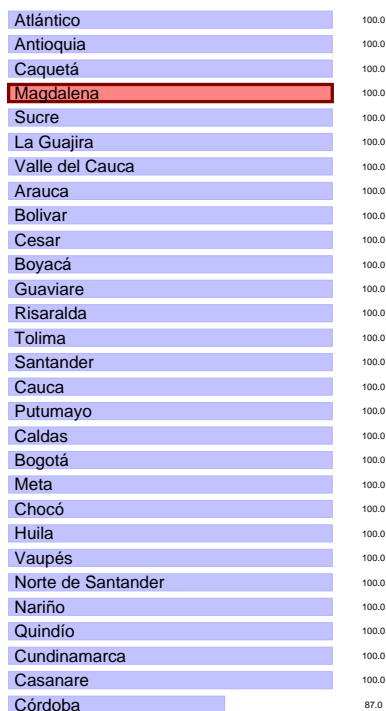 Atlántico 100.0
Antioquia 100.0
Caquetá 100.0
Magdalena 100.0
Sucre 100.0
La Guajira 100.0
Valle del Cauca 100.0
Arauca 100.0
Bolivar 100.0
Cesar 100.0
Boyacá 100.0
Guaviare 100.0
Risaralda 100.0
Tolima 100.0
Santander 100.0
Cauca 100.0
Putumayo 100.0
Caldas 100.0
Bogotá 100.0
Meta 100.0
Chocó 100.0
Huila 100.0
Vaupés 100.0
Norte de Santander 100.0
Nariño 100.0
Quindío 100.0
Cundinamarca 100.0
Casanare 100.0
Córdoba 87.0